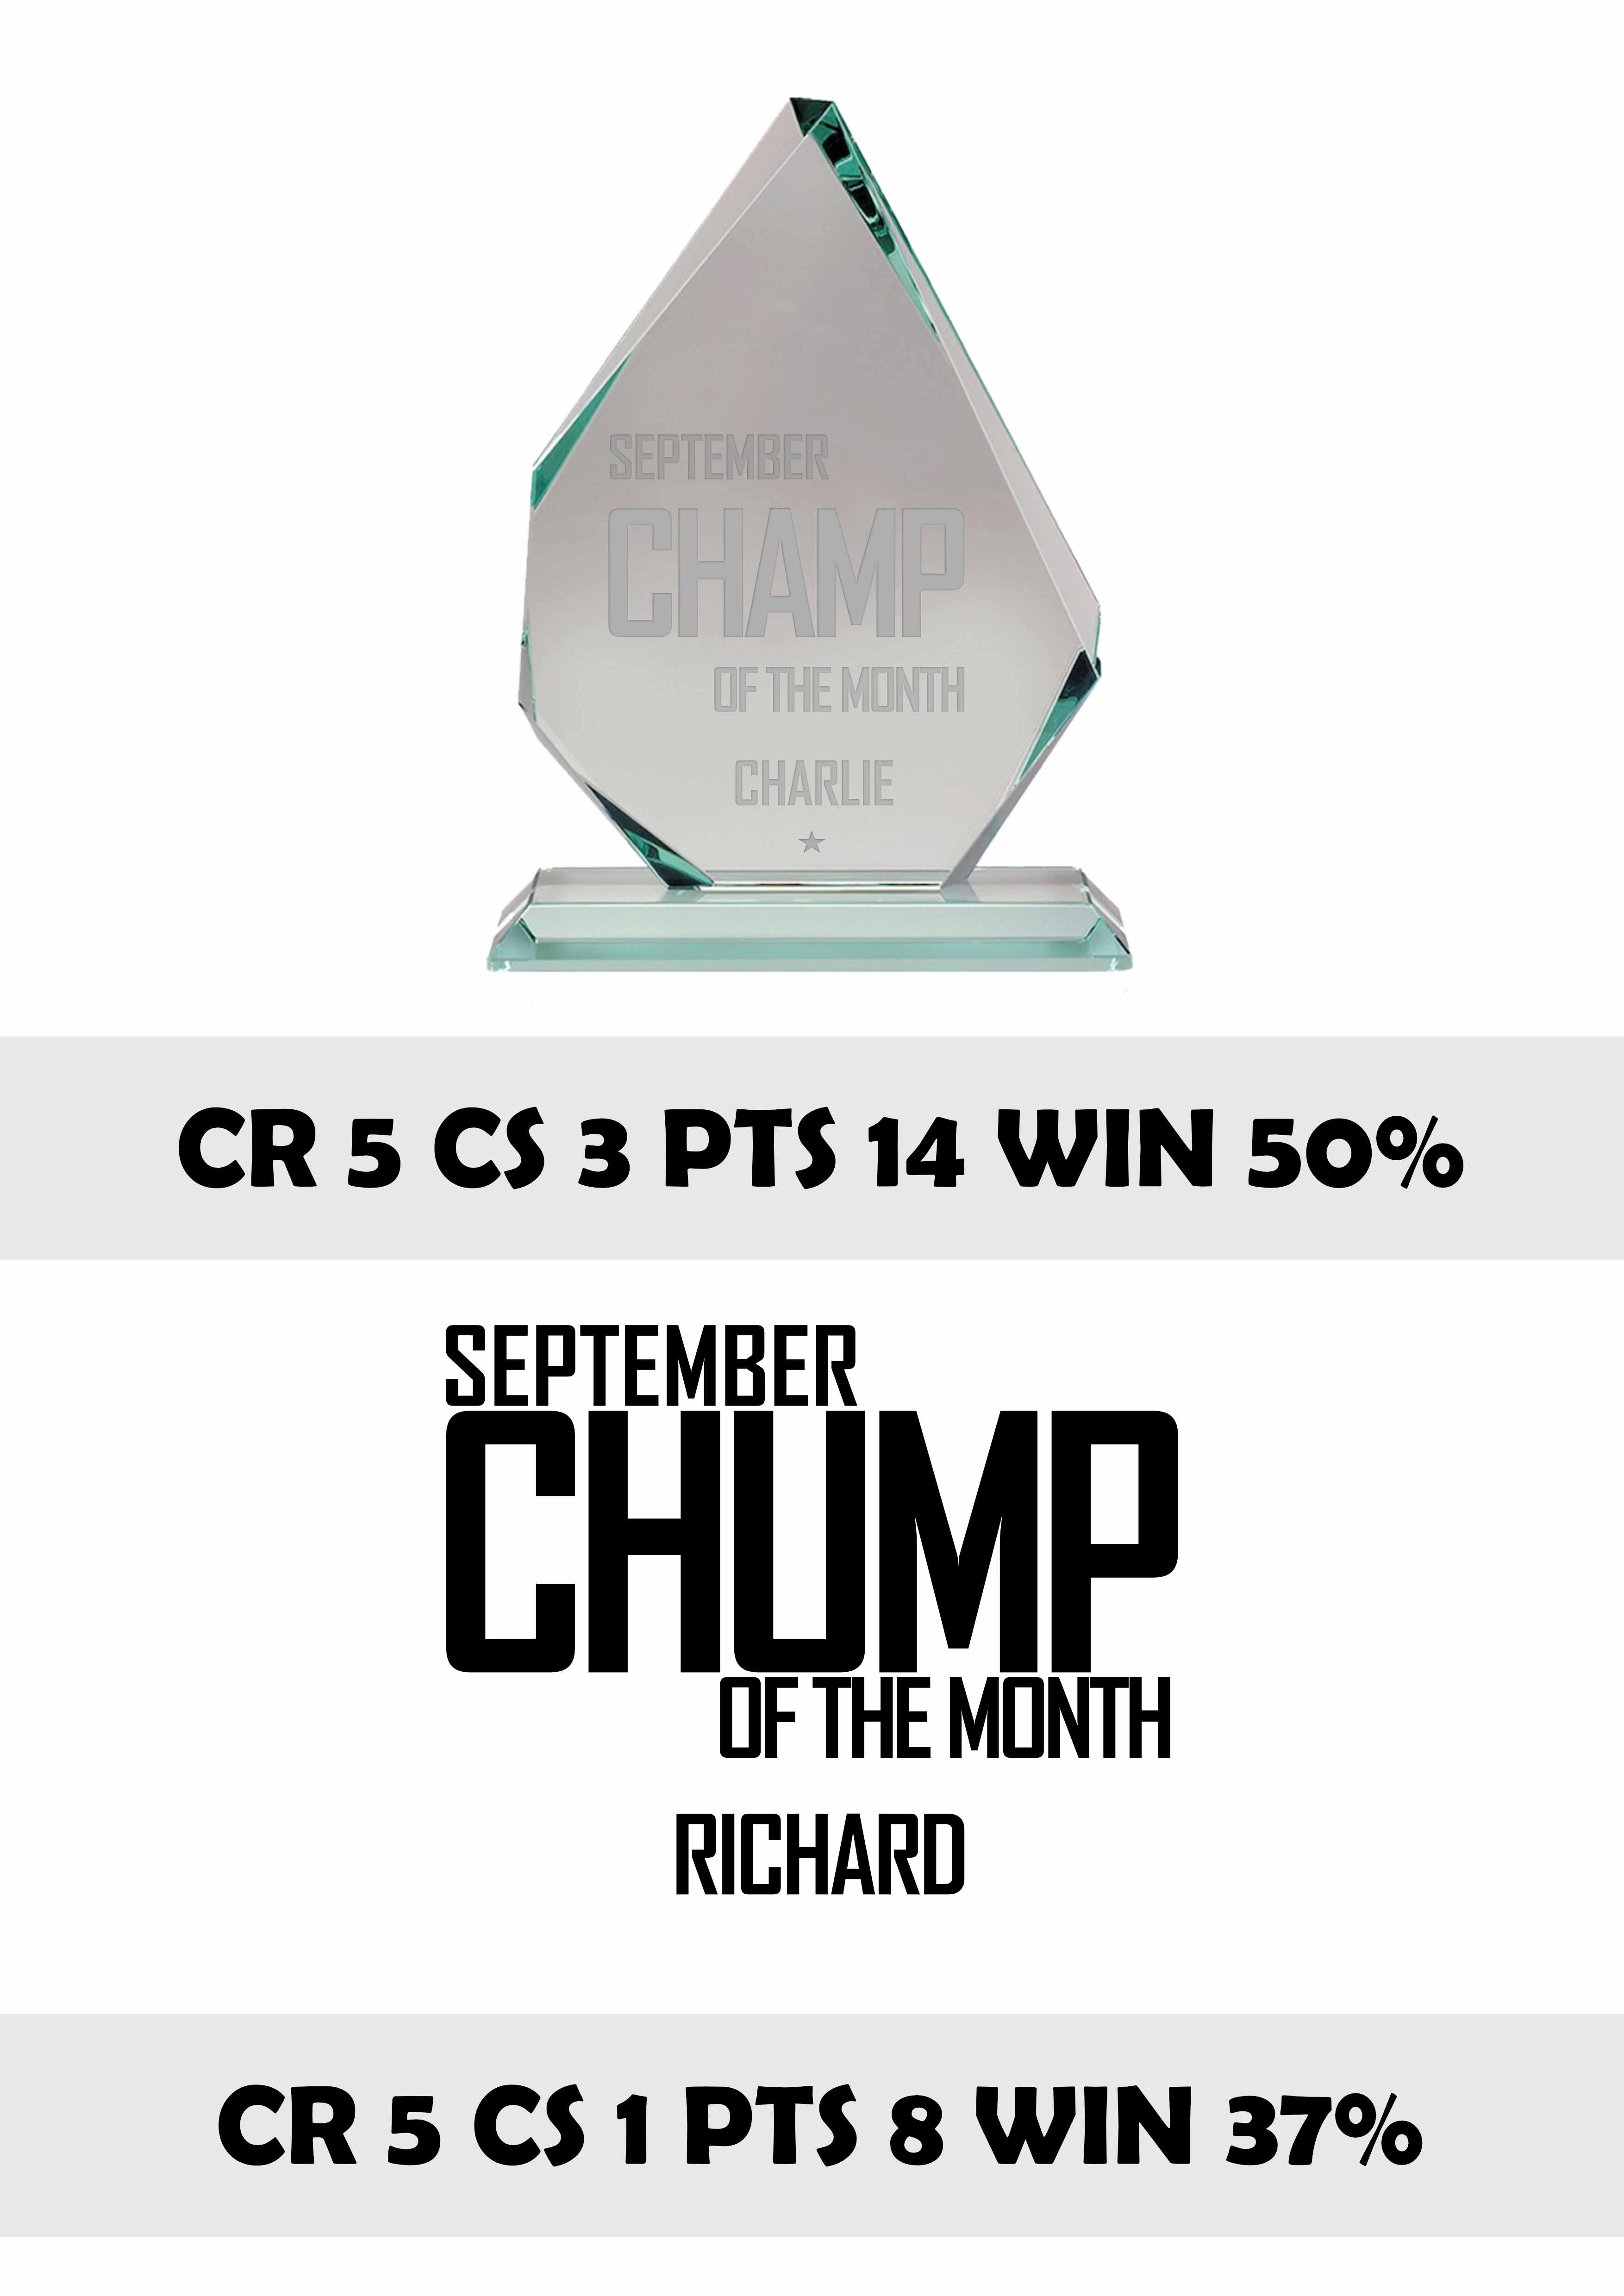 SEPTEMBER
CHAMP
OF THE MONTH
CHARLIE
CR 5 CS 3 PTS 14 WIN 50%
SEPTEMBER
CHUMP
OF THE MONTH
RICHARD
CR 5 CS 1 PTS 8 WIN 37%